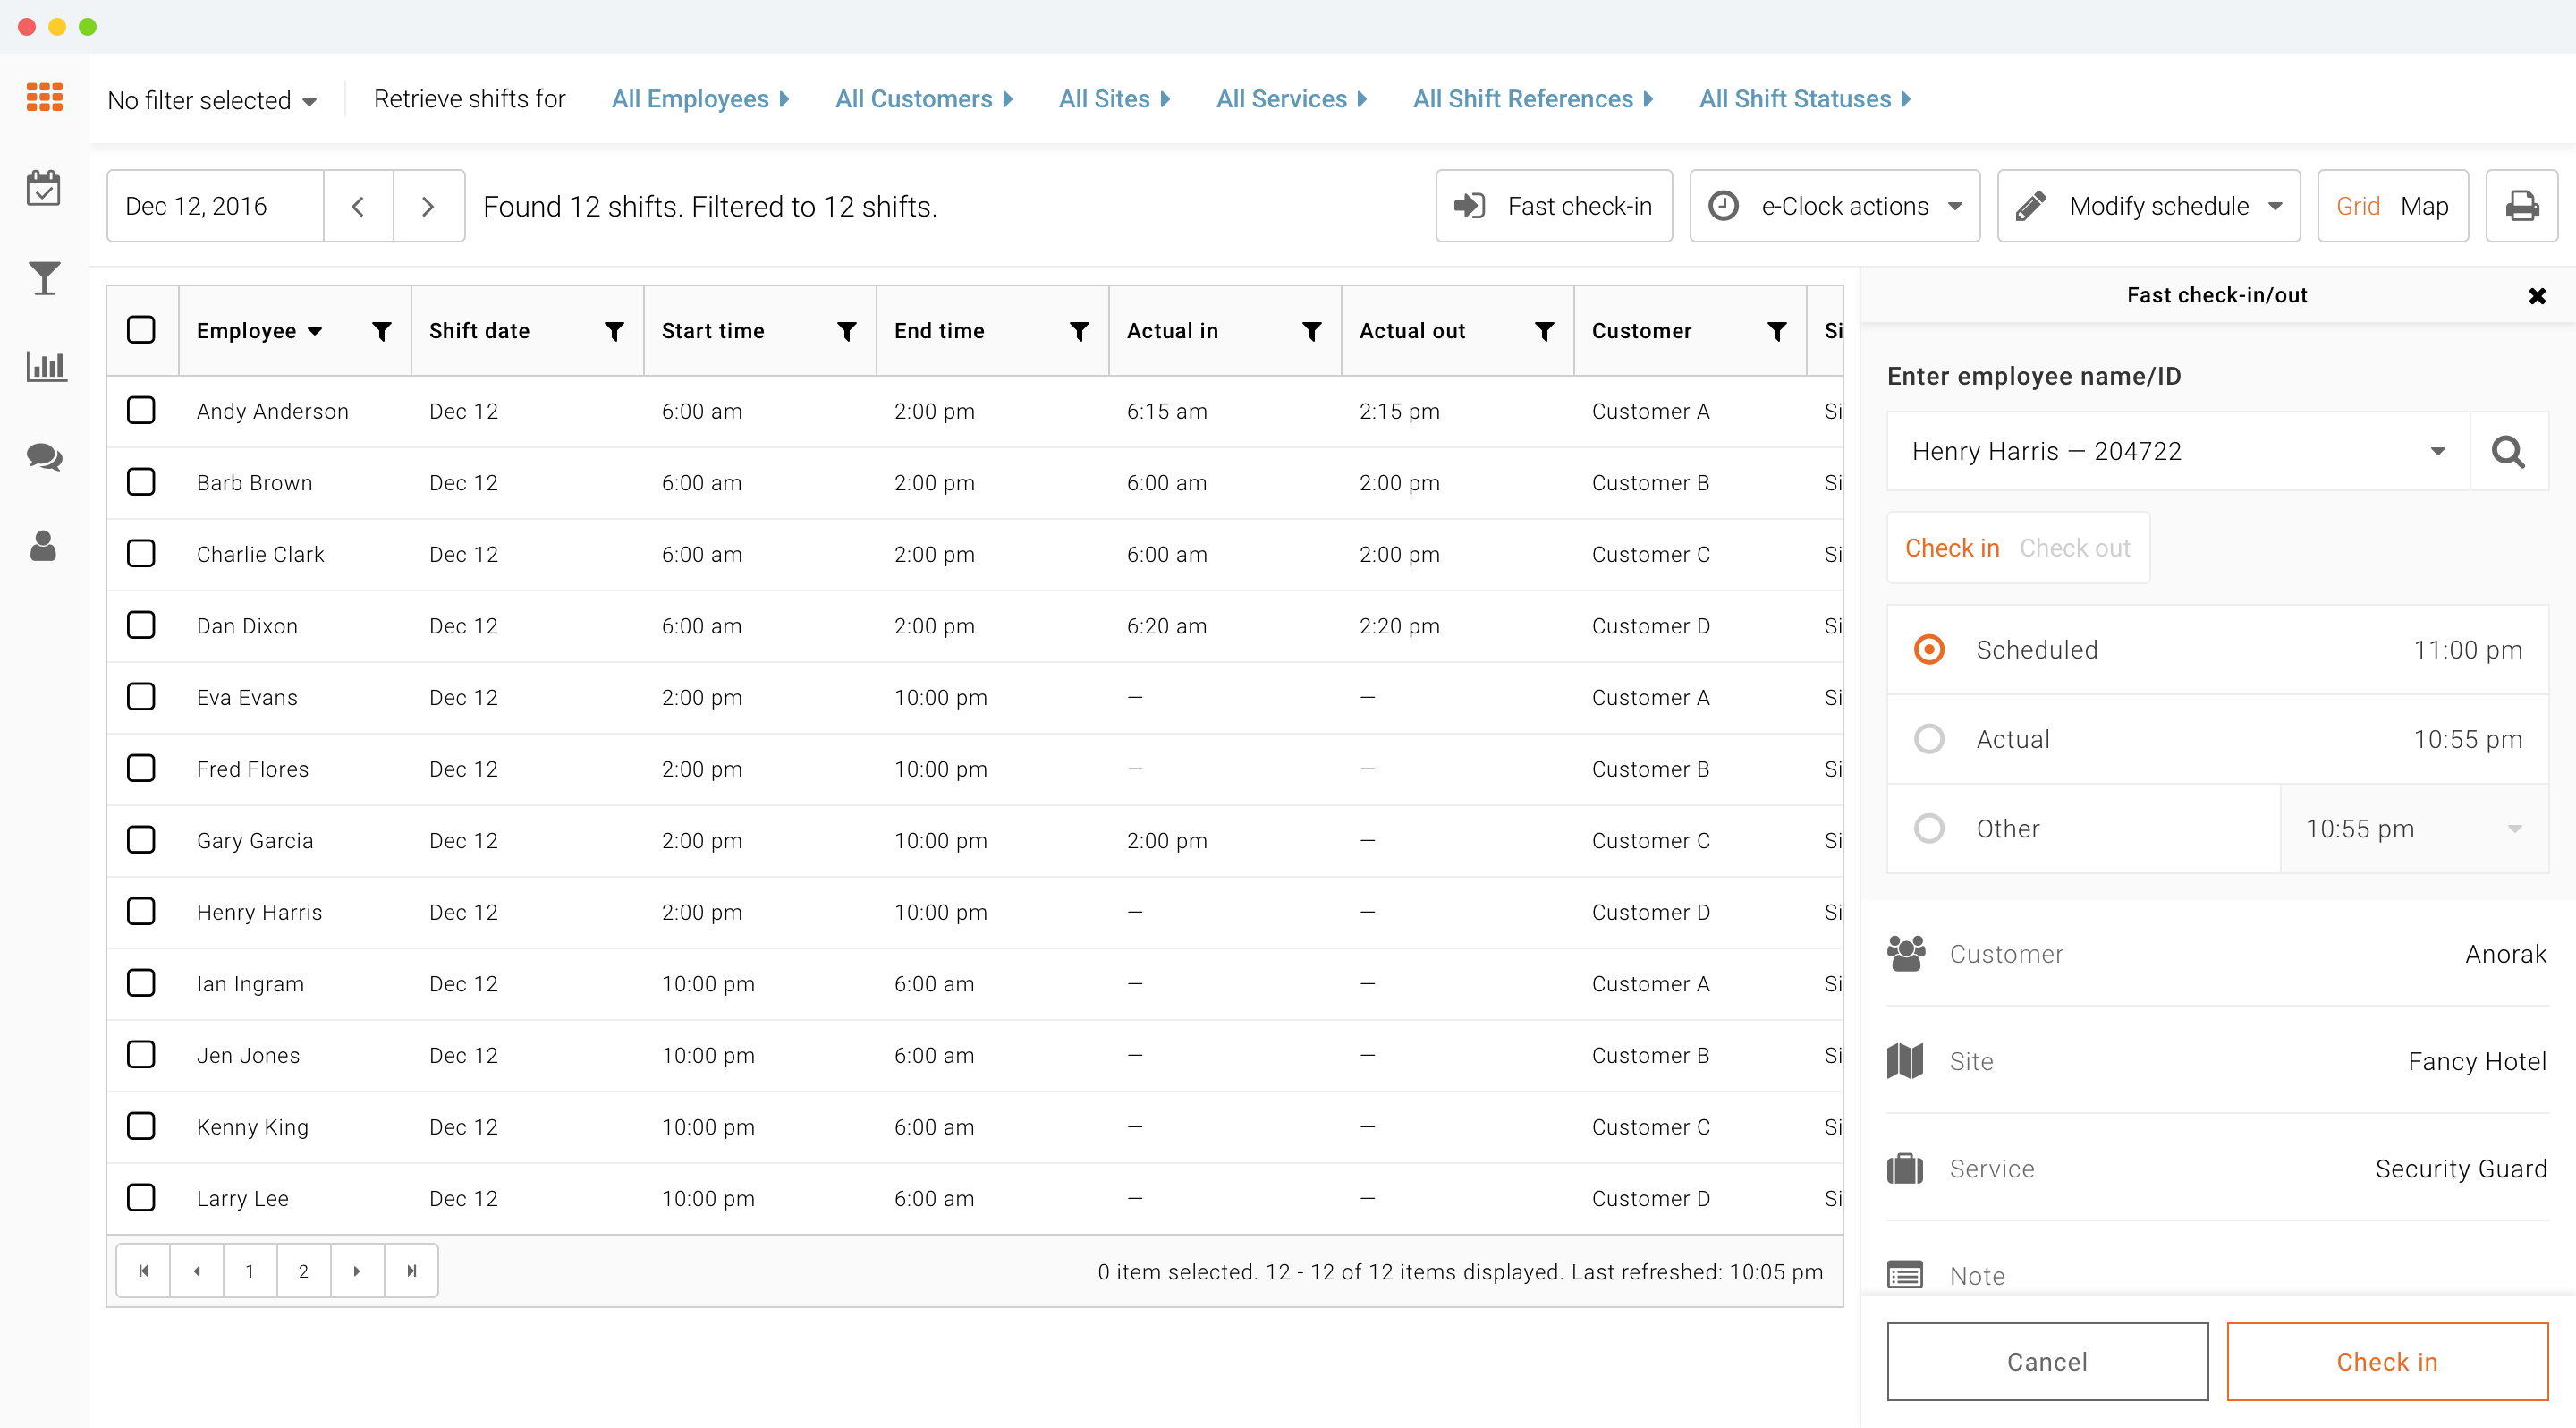 No filter selected Retrieve shifts for All Employees All Customers All Sites All Services All Shift References All Shift Statuses
Dec 12, 2016 Found 12 shifts. Filtered to 12 shifts. Fast check-in e-Clock actions Modify schedule Grid Map
Employee Shift date Start time End time Actual in Actual out Customer Si
Andy Anderson Dec 12 6:00 am 2:00 pm 6:15 am 2:15 pm Customer A Si
Barb Brown Dec 12 6:00 am 2:00 pm 6:00 am 2:00 pm Customer B Si
Charlie Clark Dec 12 6:00 am 2:00 pm 6:00 am 2:00 pm Customer C Si
Dan Dixon Dec 12 6:00 am 2:00 pm 6:20 am 2:20 pm Customer D Si
Eva Evans Dec 12 2:00 pm 10:00 pm — — Customer A Si
Fred Flores Dec 12 2:00 pm 10:00 pm — — Customer B Si
Gary Garcia Dec 12 2:00 pm 10:00 pm 2:00 pm — Customer C Si
Henry Harris Dec 12 2:00 pm 10:00 pm — — Customer D Si
Ian Ingram Dec 12 10:00 pm 6:00 am — — Customer A Si
Jen Jones Dec 12 10:00 pm 6:00 am — — Customer B Si
Kenny King Dec 12 10:00 pm 6:00 am — — Customer C Si
Larry Lee Dec 12 10:00 pm 6:00 am — — Customer D Si
1 2 0 item selected. 12 - 12 of 12 items displayed. Last refreshed: 10:05 pm
Fast check-in/out
Enter employee name/ID
Henry Harris — 204722
Check in Check out
Scheduled 11:00 pm
Actual 10:55 pm
Other 10:55 pm
Customer Anorak
Site Fancy Hotel
Service Security Guard
Note
Cancel Check in